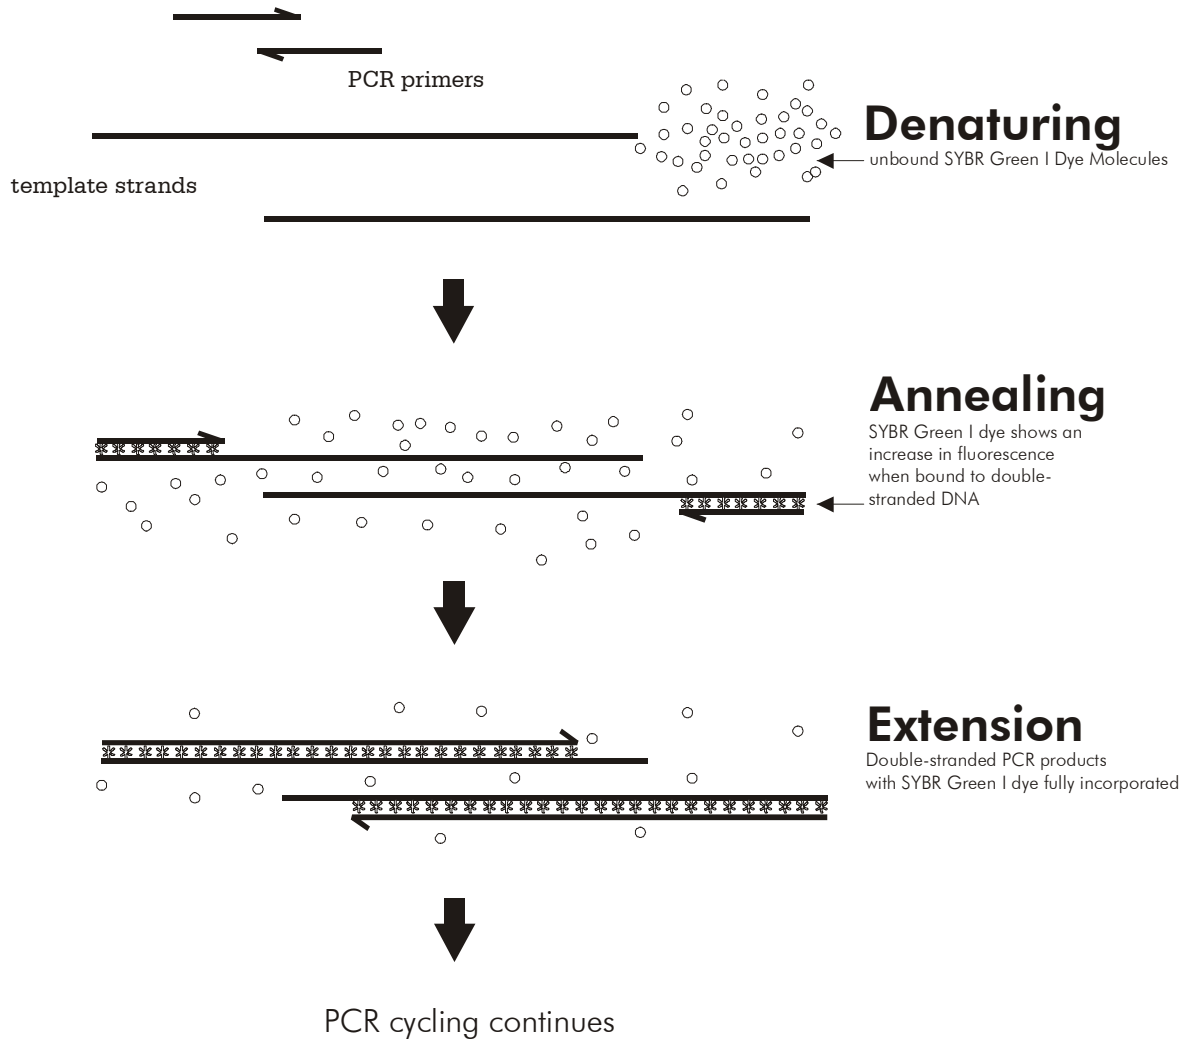 PCR primers
Denaturing
unbound SYBR Green I Dye Molecules
template strands
Annealing
SYBR Green I dye shows an
increase in fluorescence
when bound to double-
stranded DNA
Extension
Double-stranded PCR products
with SYBR Green I dye fully incorporated
PCR cycling continues